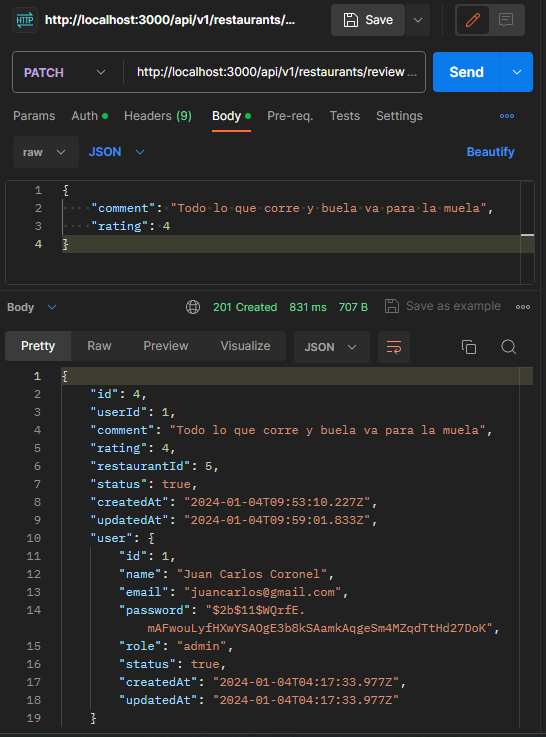 HTTP http://localhost:3000/api/v1/restaurants/... Save
PATCH http://localhost:3000/api/v1/restaurants/review ... Send
Params Auth Headers (9) Body Pre-req. Tests Settings
raw JSON Beautify
1 {
2 "comment": "Todo lo que corre y buela va para la muela",
3 "rating": 4
4 }
Body 201 Created 831 ms 707 B Save as example
Pretty Raw Preview Visualize JSON
1 {
2 "id": 4,
3 "userId": 1,
4 "comment": "Todo lo que corre y buela va para la muela",
5 "rating": 4,
6 "restaurantId": 5,
7 "status": true,
8 "createdAt": "2024-01-04T09:53:10.227Z",
9 "updatedAt": "2024-01-04T09:59:01.833Z",
10 "user": {
11 "id": 1,
12 "name": "Juan Carlos Coronel",
13 "email": "juancarlos@gmail.com",
14 "password": "$2b$11$WQrfE.
mAFwouLyfHXwYSAOgE3b8kSAamkAqgeSm4MZqdTtHd27DoK",
15 "role": "admin",
16 "status": true,
17 "createdAt": "2024-01-04T04:17:33.977Z",
18 "updatedAt": "2024-01-04T04:17:33.977Z"
19 }